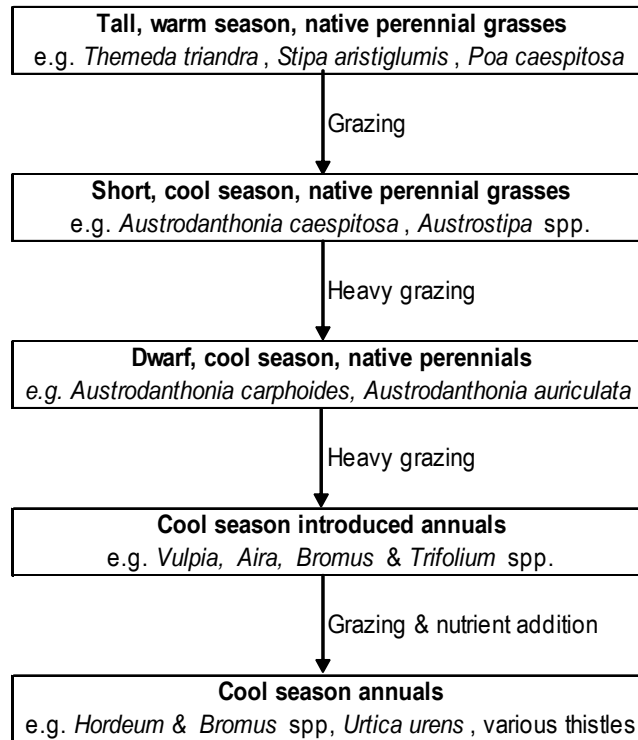 Tall, warm season, native perennial grasses
e.g. Themeda triandra , Stipa aristiglumis , Poa caespitosa
Grazing
Short, cool season, native perennial grasses
e.g. Austrodanthonia caespitosa , Austrostipa spp.
Heavy grazing
Dwarf, cool season, native perennials
e.g. Austrodanthonia carphoides, Austrodanthonia auriculata
Heavy grazing
Cool season introduced annuals
e.g. Vulpia, Aira, Bromus & Trifolium spp.
Grazing & nutrient addition
Cool season annuals
e.g. Hordeum & Bromus spp, Urtica urens , various thistles